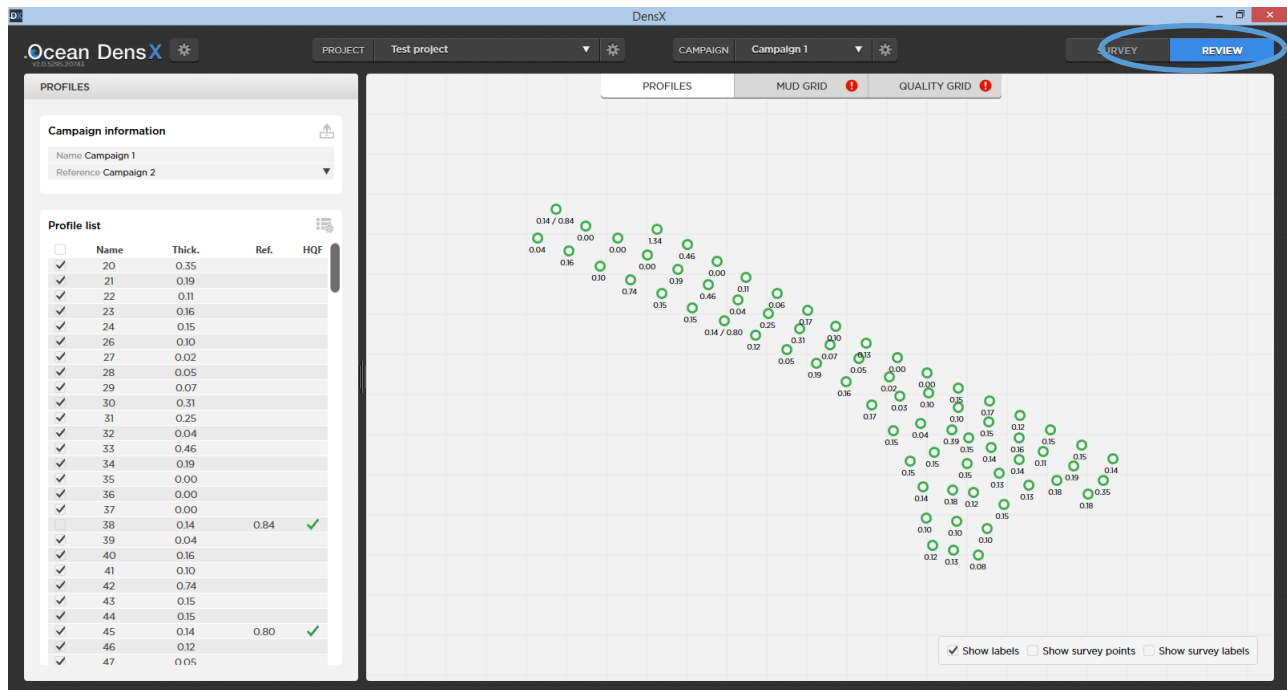 DX DensX
.Ocean DensX PROJECT Test project CAMPAIGN Campaign 1 SURVEY REVIEW
v2.0.5295.20743
PROFILES
PROFILES MUD GRID QUALITY GRID
Campaign information
Name Campaign 1
Reference Campaign 2
Profile list
Name Thick. Ref. HQF
20 0.35
21 0.19
22 0.11
23 0.16
24 0.15
26 0.10
27 0.02
28 0.05
29 0.07
30 0.31
31 0.25
32 0.04
33 0.46
34 0.19
35 0.00
36 0.00
37 0.00
38 0.14 0.84
39 0.04
40 0.16
41 0.10
42 0.74
43 0.15
44 0.15
45 0.14 0.80
46 0.12
47 0.05
0.14 / 0.84
0.00
1.34
0.04 0.00
0.46
0.16 0.00
0.10 0.19 0.00
0.74 0.46 0.11
0.15 0.04 0.06
0.15 0.25 0.17
0.14 / 0.80 0.31 0.10
0.12 0.07 0.13
0.05 0.05 0.00
0.19 0.02 0.00
0.16 0.03 0.10 0.15
0.17 0.04 0.10 0.17
0.15 0.39 0.15 0.12
0.15 0.15 0.16 0.15
0.15 0.14 0.11 0.15
0.15 0.14 0.19 0.14
0.14 0.13 0.18 0.35
0.18 0.12 0.13 0.18
0.10 0.10 0.15
0.10
0.12 0.13 0.08
Show labels Show survey points Show survey labels